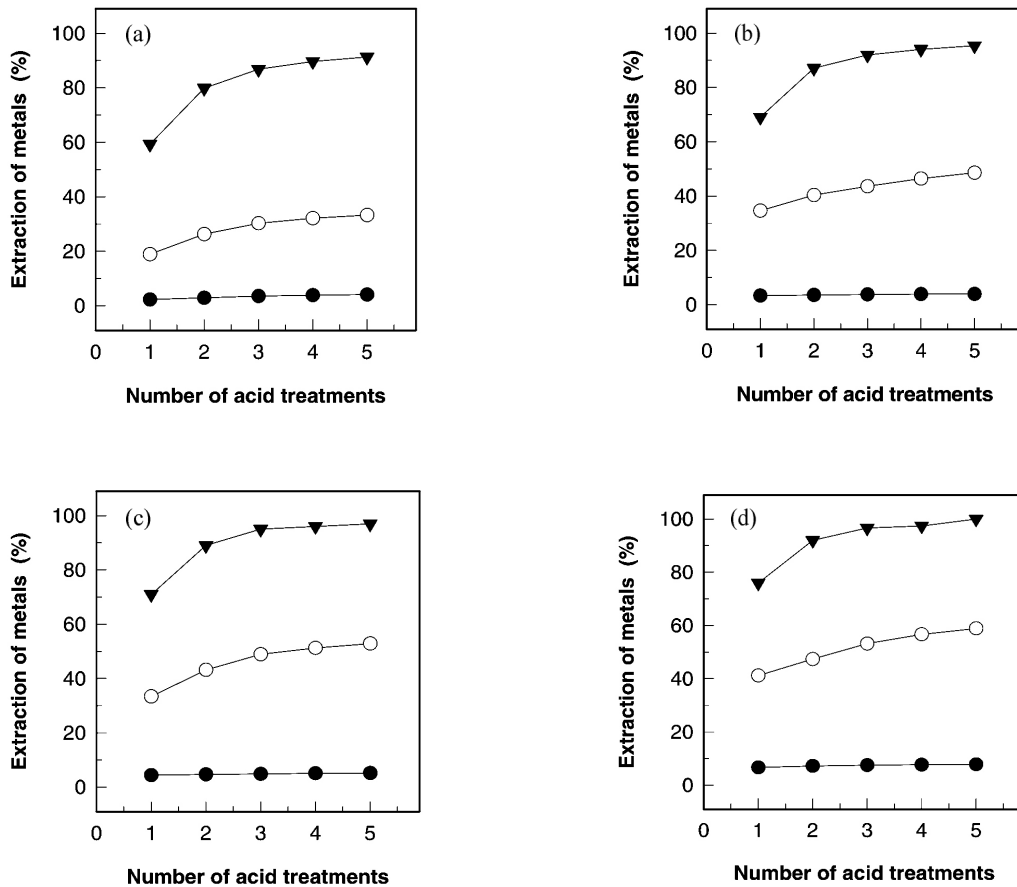 (a)
Extraction of metals (%)
100
80
60
40
20
0
0 1 2 3 4 5
Number of acid treatments
(b)
Extraction of metals (%)
100
80
60
40
20
0
0 1 2 3 4 5
Number of acid treatments
(c)
Extraction of metals (%)
100
80
60
40
20
0
0 1 2 3 4 5
Number of acid treatments
(d)
Extraction of metals (%)
100
80
60
40
20
0
0 1 2 3 4 5
Number of acid treatments